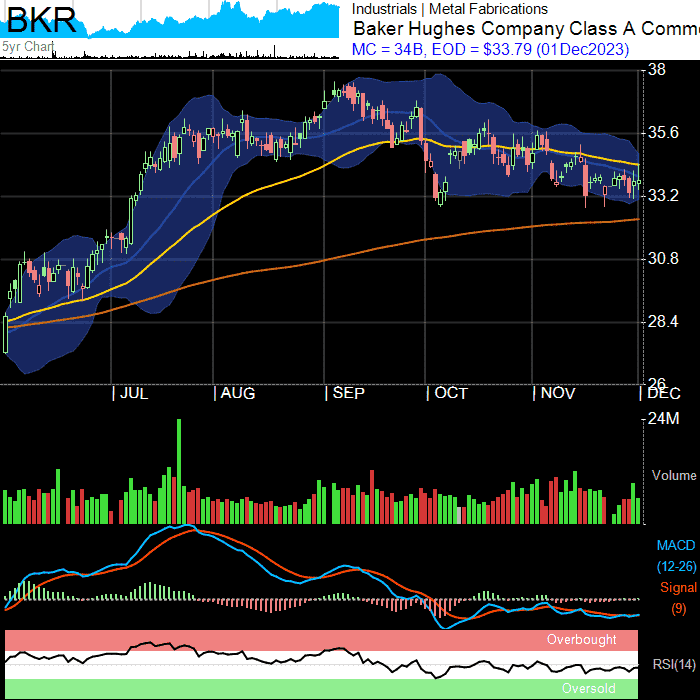 BKR
5yr Chart
Industrials | Metal Fabrications
Baker Hughes Company Class A Comm
MC = 34B, EOD = $33.79 (01Dec2023)
38
35.6
33.2
30.8
28.4
26
JUL
AUG
SEP
OCT
NOV
DEC
24M
Volume
MACD
(12-26)
Signal
(9)
Overbought
RSI(14)
Oversold